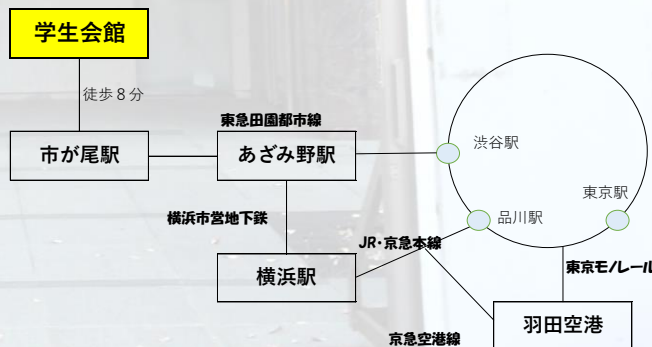 学生会館
徒歩８分
東急田園都市線
市が尾駅
あざみ野駅
渋谷駅
東京駅
横浜市営地下鉄
品川駅
JR・京急本線
横浜駅
東京モノレール
羽田空港
京急空港線